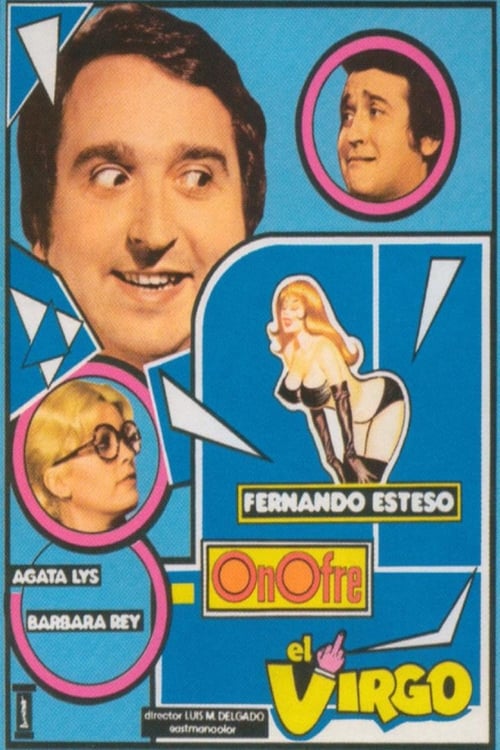 FERNANDO ESTESO
OnOfre
AGATA LYS
BARBARA REY
el
VIRGO
director LUIS M. DELGADO
eastmancolor